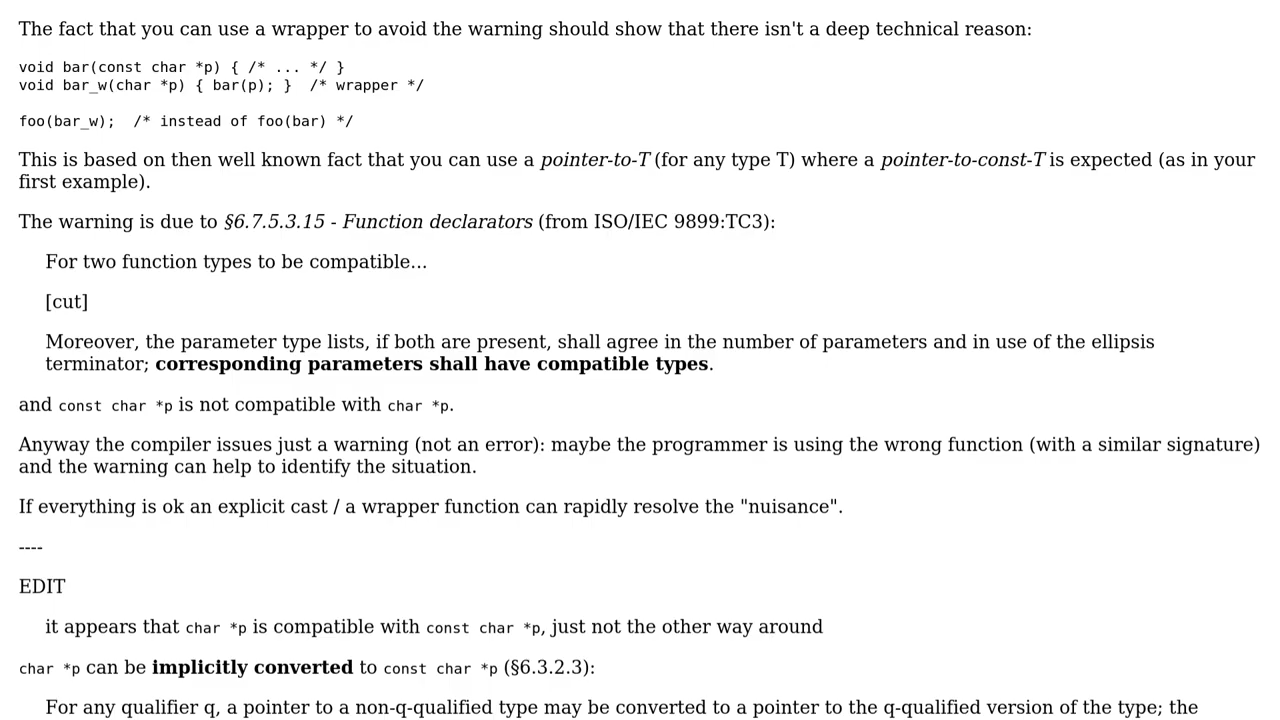 The fact that you can use a wrapper to avoid the warning should show that there isn't a deep technical reason:
void bar(const char *p) { /* ... */ }
void bar_w(char *p) { bar(p); }  /* wrapper */
foo(bar_w);  /* instead of foo(bar) */
This is based on then well known fact that you can use a pointer-to-T (for any type T) where a pointer-to-const-T is expected (as in your
first example).
The warning is due to §6.7.5.3.15 - Function declarators (from ISO/IEC 9899:TC3):
For two function types to be compatible...
[cut]
Moreover, the parameter type lists, if both are present, shall agree in the number of parameters and in use of the ellipsis
terminator; corresponding parameters shall have compatible types.
and const char *p is not compatible with char *p.
Anyway the compiler issues just a warning (not an error): maybe the programmer is using the wrong function (with a similar signature)
and the warning can help to identify the situation.
If everything is ok an explicit cast / a wrapper function can rapidly resolve the "nuisance".
----
EDIT
it appears that char *p is compatible with const char *p, just not the other way around
char *p can be implicitly converted to const char *p (§6.3.2.3):
For any qualifier q, a pointer to a non-q-qualified type may be converted to a pointer to the q-qualified version of the type; the